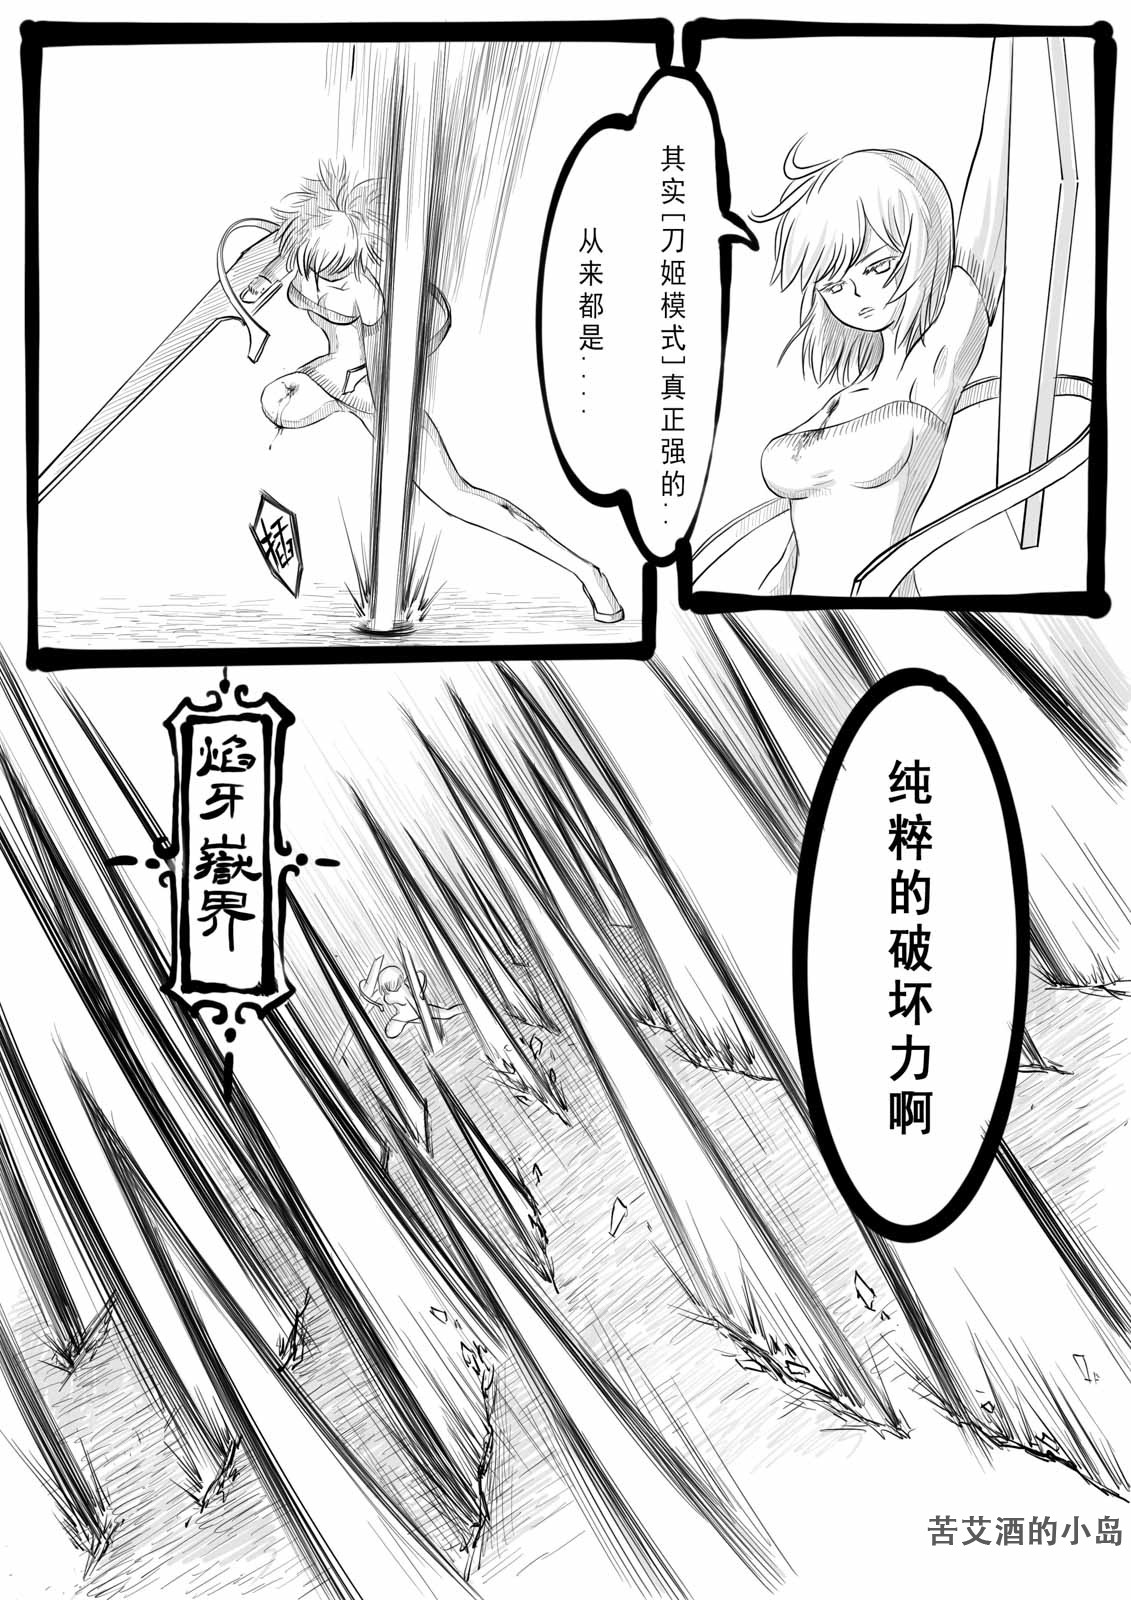 其实[刀姬模式]真正强的..
从来都是....
插
焰牙嶽界
纯粹的破坏力啊
苦艾酒的小岛